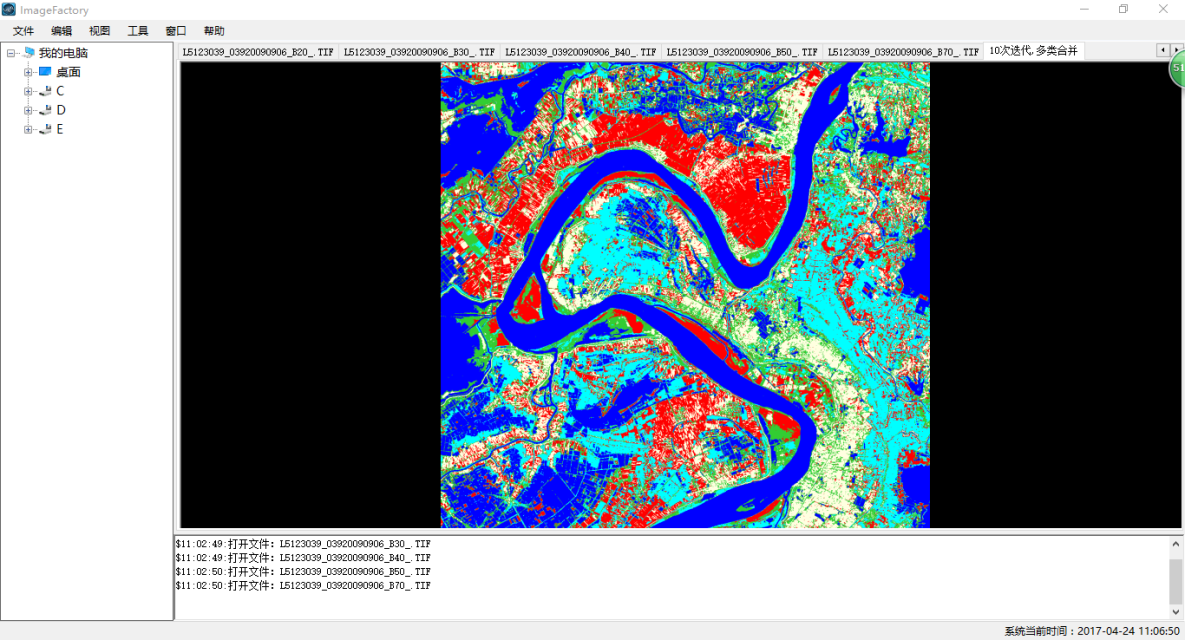 ImageFactory
文件 编辑 视图 工具 窗口 帮助
我的电脑
桌面
C
D
E
L5123039_03920090906_B20_.TIF L5123039_03920090906_B30_.TIF L5123039_03920090906_B40_.TIF L5123039_03920090906_B50_.TIF L5123039_03920090906_B70_.TIF 10次迭代,多类合并
51
$11:02:49:打开文件: L5123039_03920090906_B30_.TIF
$11:02:49:打开文件: L5123039_03920090906_B40_.TIF
$11:02:50:打开文件: L5123039_03920090906_B50_.TIF
$11:02:50:打开文件: L5123039_03920090906_B70_.TIF
系统当前时间：2017-04-24 11:06:50